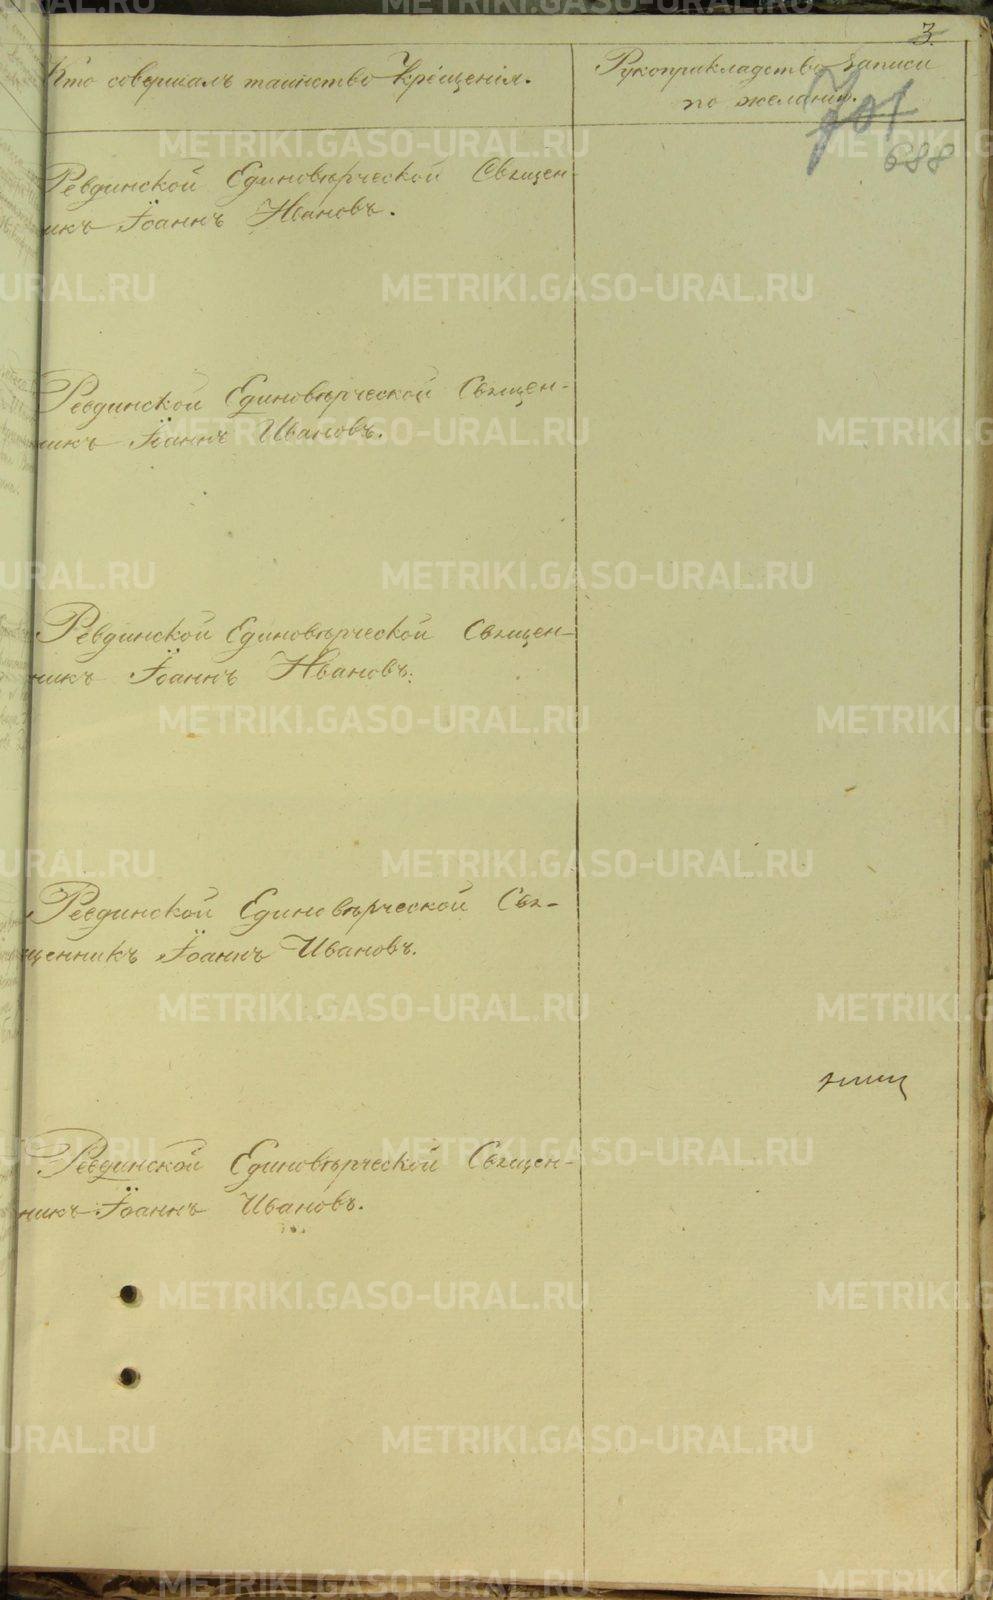 3.
Кто совершалъ таинство Крещенія.
Рукоприкладство записи
по желанію.
701
688
Ревдинской Единовѣрческой Священ-
никъ Іоаннъ Ивановъ.
Ревдинской Единовѣрческой Священ-
никъ Іоаннъ Ивановъ.
Ревдинской Единовѣрческой Священ-
никъ Іоаннъ Ивановъ.
Ревдинской Единовѣрческой Свя-
щенникъ Іоаннъ Ивановъ.
Ревдинской Единовѣрческой Священ-
никъ Іоаннъ Ивановъ.
METRIKI.GASO-URAL.RU